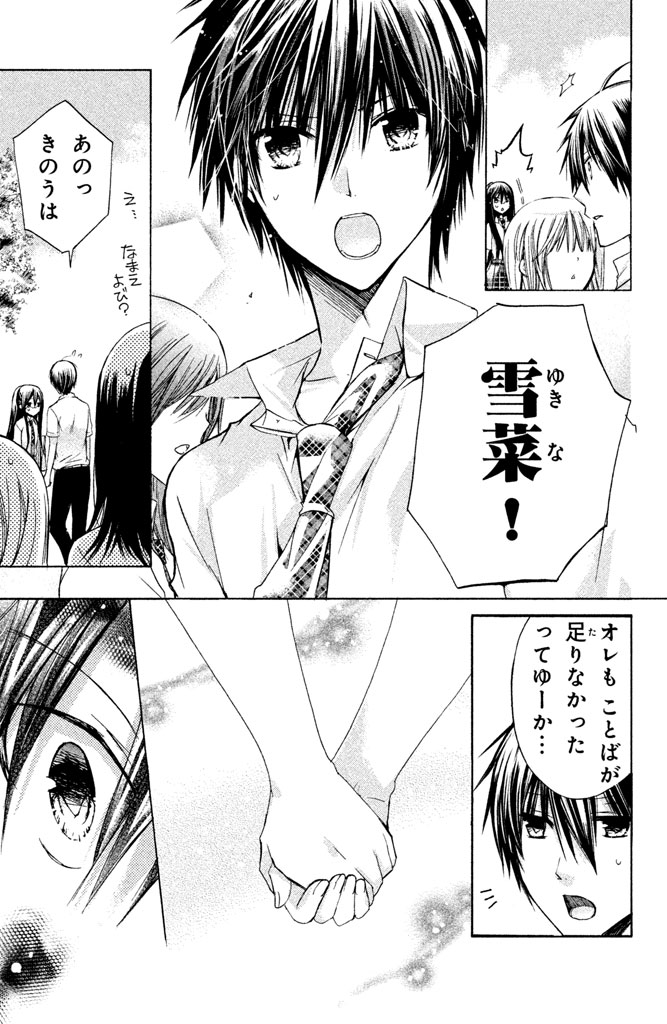 雪菜！
ゆきな
え…
なまえ
よび？
あのっ
きのうは
オレも ことばが
足りなかった
た
ってゆーか…